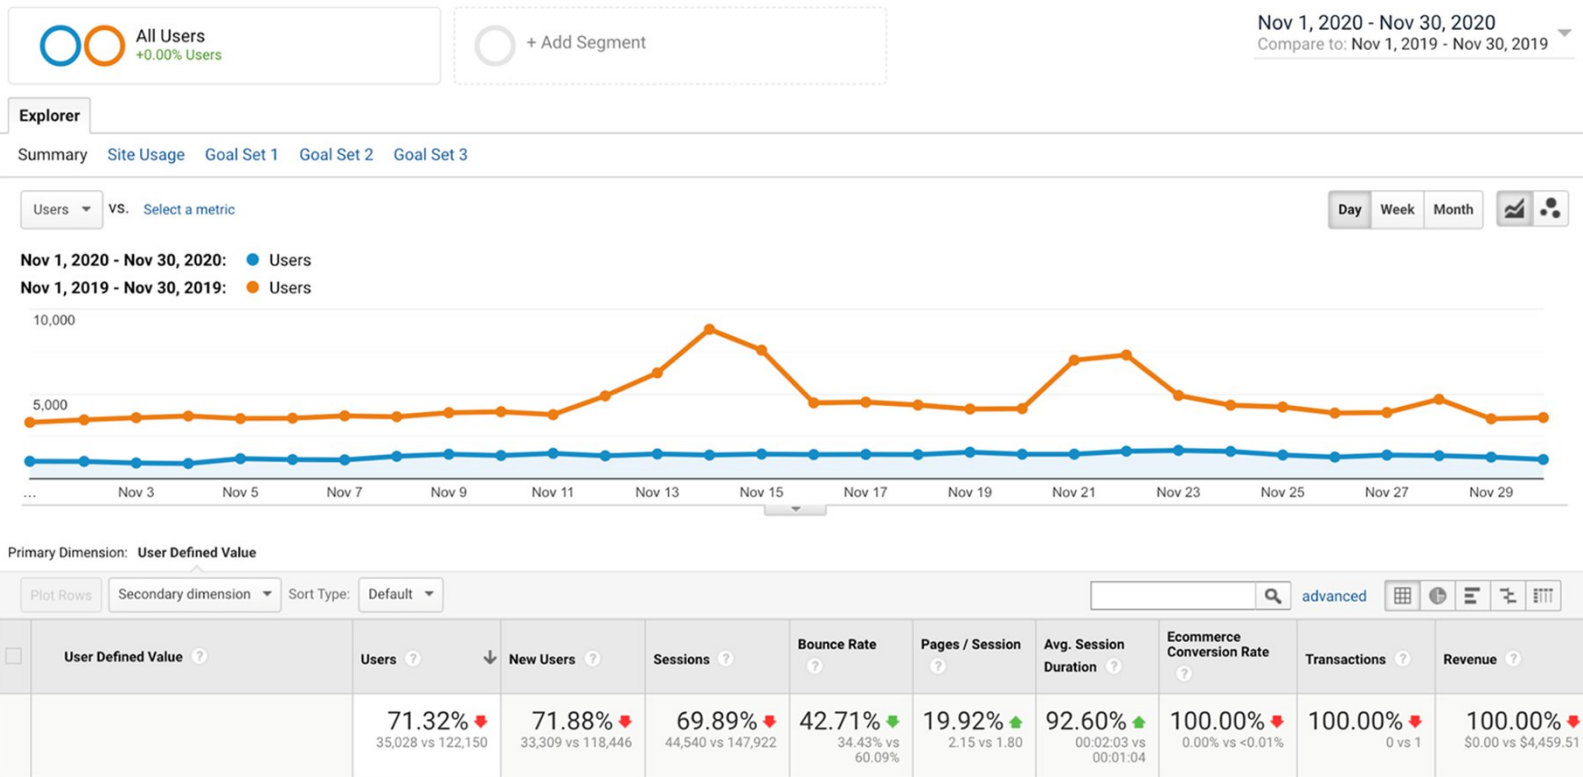 All Users
+0.00% Users
+ Add Segment
Nov 1, 2020 - Nov 30, 2020
Compare to: Nov 1, 2019 - Nov 30, 2019
Explorer
Summary Site Usage Goal Set 1 Goal Set 2 Goal Set 3
Users VS. Select a metric
Day Week Month
Nov 1, 2020 - Nov 30, 2020: Users
Nov 1, 2019 - Nov 30, 2019: Users
10,000
5,000
... Nov 3 Nov 5 Nov 7 Nov 9 Nov 11 Nov 13 Nov 15 Nov 17 Nov 19 Nov 21 Nov 23 Nov 25 Nov 27 Nov 29
Primary Dimension: User Defined Value
Plot Rows Secondary dimension Sort Type: Default advanced
User Defined Value ?
Users ?
New Users ?
Sessions ?
Bounce Rate
?
Pages / Session
?
Avg. Session
Duration ?
Ecommerce
Conversion Rate
?
Transactions ?
Revenue ?
71.32%
35,028 vs 122,150
71.88%
33,309 vs 118,446
69.89%
44,540 vs 147,922
42.71%
34.43% vs
60.09%
19.92%
2.15 vs 1.80
92.60%
00:02:03 vs
00:01:04
100.00%
0.00% vs <0.01%
100.00%
0 vs 1
100.00%
$0.00 vs $4,459.51